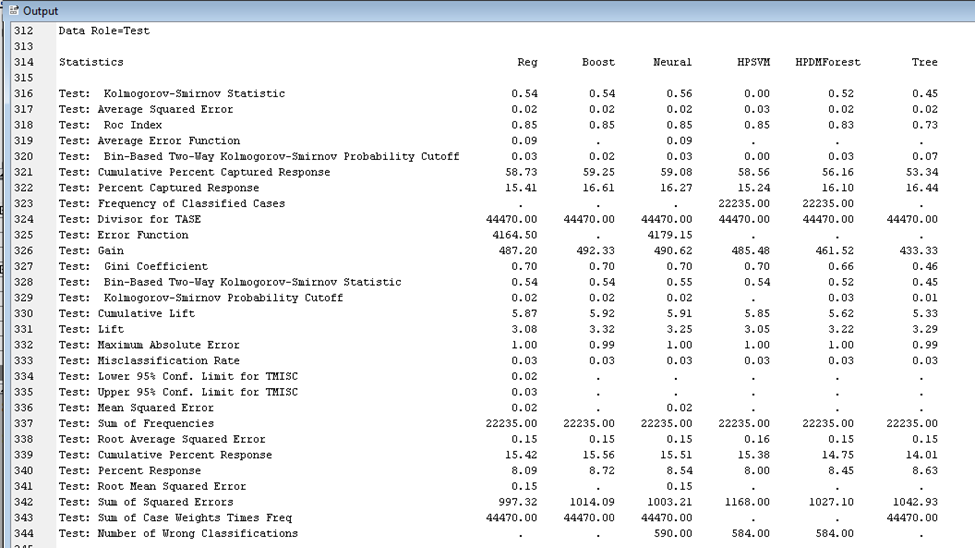 Output
312 Data Role=Test
313
314 Statistics Reg Boost Neural HPSVM HPDMForest Tree
315
316 Test: Kolmogorov-Smirnov Statistic 0.54 0.54 0.56 0.00 0.52 0.45
317 Test: Average Squared Error 0.02 0.02 0.02 0.03 0.02 0.02
318 Test: Roc Index 0.85 0.85 0.85 0.85 0.83 0.73
319 Test: Average Error Function 0.09 . 0.09 . . .
320 Test: Bin-Based Two-Way Kolmogorov-Smirnov Probability Cutoff 0.03 0.02 0.03 0.00 0.03 0.07
321 Test: Cumulative Percent Captured Response 58.73 59.25 59.08 58.56 56.16 53.34
322 Test: Percent Captured Response 15.41 16.61 16.27 15.24 16.10 16.44
323 Test: Frequency of Classified Cases . . . 22235.00 22235.00 .
324 Test: Divisor for TASE 44470.00 44470.00 44470.00 44470.00 44470.00 44470.00
325 Test: Error Function 4164.50 . 4179.15 . . .
326 Test: Gain 487.20 492.33 490.62 485.48 461.52 433.33
327 Test: Gini Coefficient 0.70 0.70 0.70 0.70 0.66 0.46
328 Test: Bin-Based Two-Way Kolmogorov-Smirnov Statistic 0.54 0.54 0.55 0.54 0.52 0.45
329 Test: Kolmogorov-Smirnov Probability Cutoff 0.02 0.02 0.02 . 0.03 0.01
330 Test: Cumulative Lift 5.87 5.92 5.91 5.85 5.62 5.33
331 Test: Lift 3.08 3.32 3.25 3.05 3.22 3.29
332 Test: Maximum Absolute Error 1.00 0.99 1.00 1.00 1.00 0.99
333 Test: Misclassification Rate 0.03 0.03 0.03 0.03 0.03 0.03
334 Test: Lower 95% Conf. Limit for TMISC 0.02 . . . . .
335 Test: Upper 95% Conf. Limit for TMISC 0.03 . . . . .
336 Test: Mean Squared Error 0.02 . 0.02 . . .
337 Test: Sum of Frequencies 22235.00 22235.00 22235.00 22235.00 22235.00 22235.00
338 Test: Root Average Squared Error 0.15 0.15 0.15 0.16 0.15 0.15
339 Test: Cumulative Percent Response 15.42 15.56 15.51 15.38 14.75 14.01
340 Test: Percent Response 8.09 8.72 8.54 8.00 8.45 8.63
341 Test: Root Mean Squared Error 0.15 . 0.15 . . .
342 Test: Sum of Squared Errors 997.32 1014.09 1003.21 1168.00 1027.10 1042.93
343 Test: Sum of Case Weights Times Freq 44470.00 44470.00 44470.00 . . 44470.00
344 Test: Number of Wrong Classifications . . 590.00 584.00 584.00 .